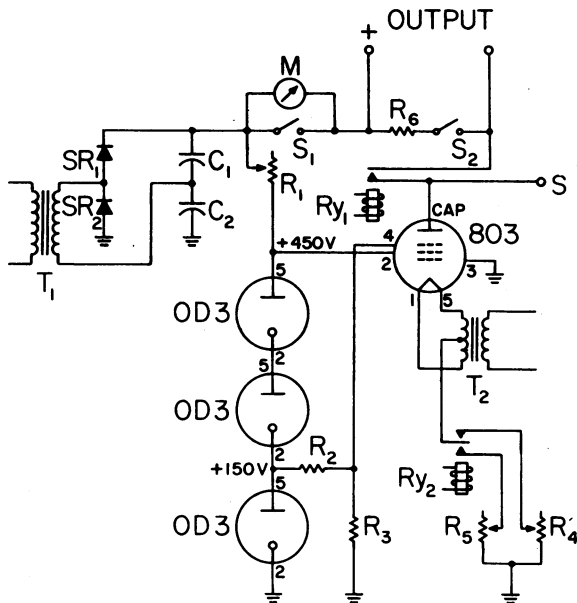 OUTPUT
+
M
R6
S2
S1
SR1
C1
R1
S
Ry1
CAP
SR2
C2
803
+450V
4
2
3
T1
5
1
5
OD3
2
T2
5
OD3
2
R2
+150V
Ry2
5
OD3
R3
R5
R4
2